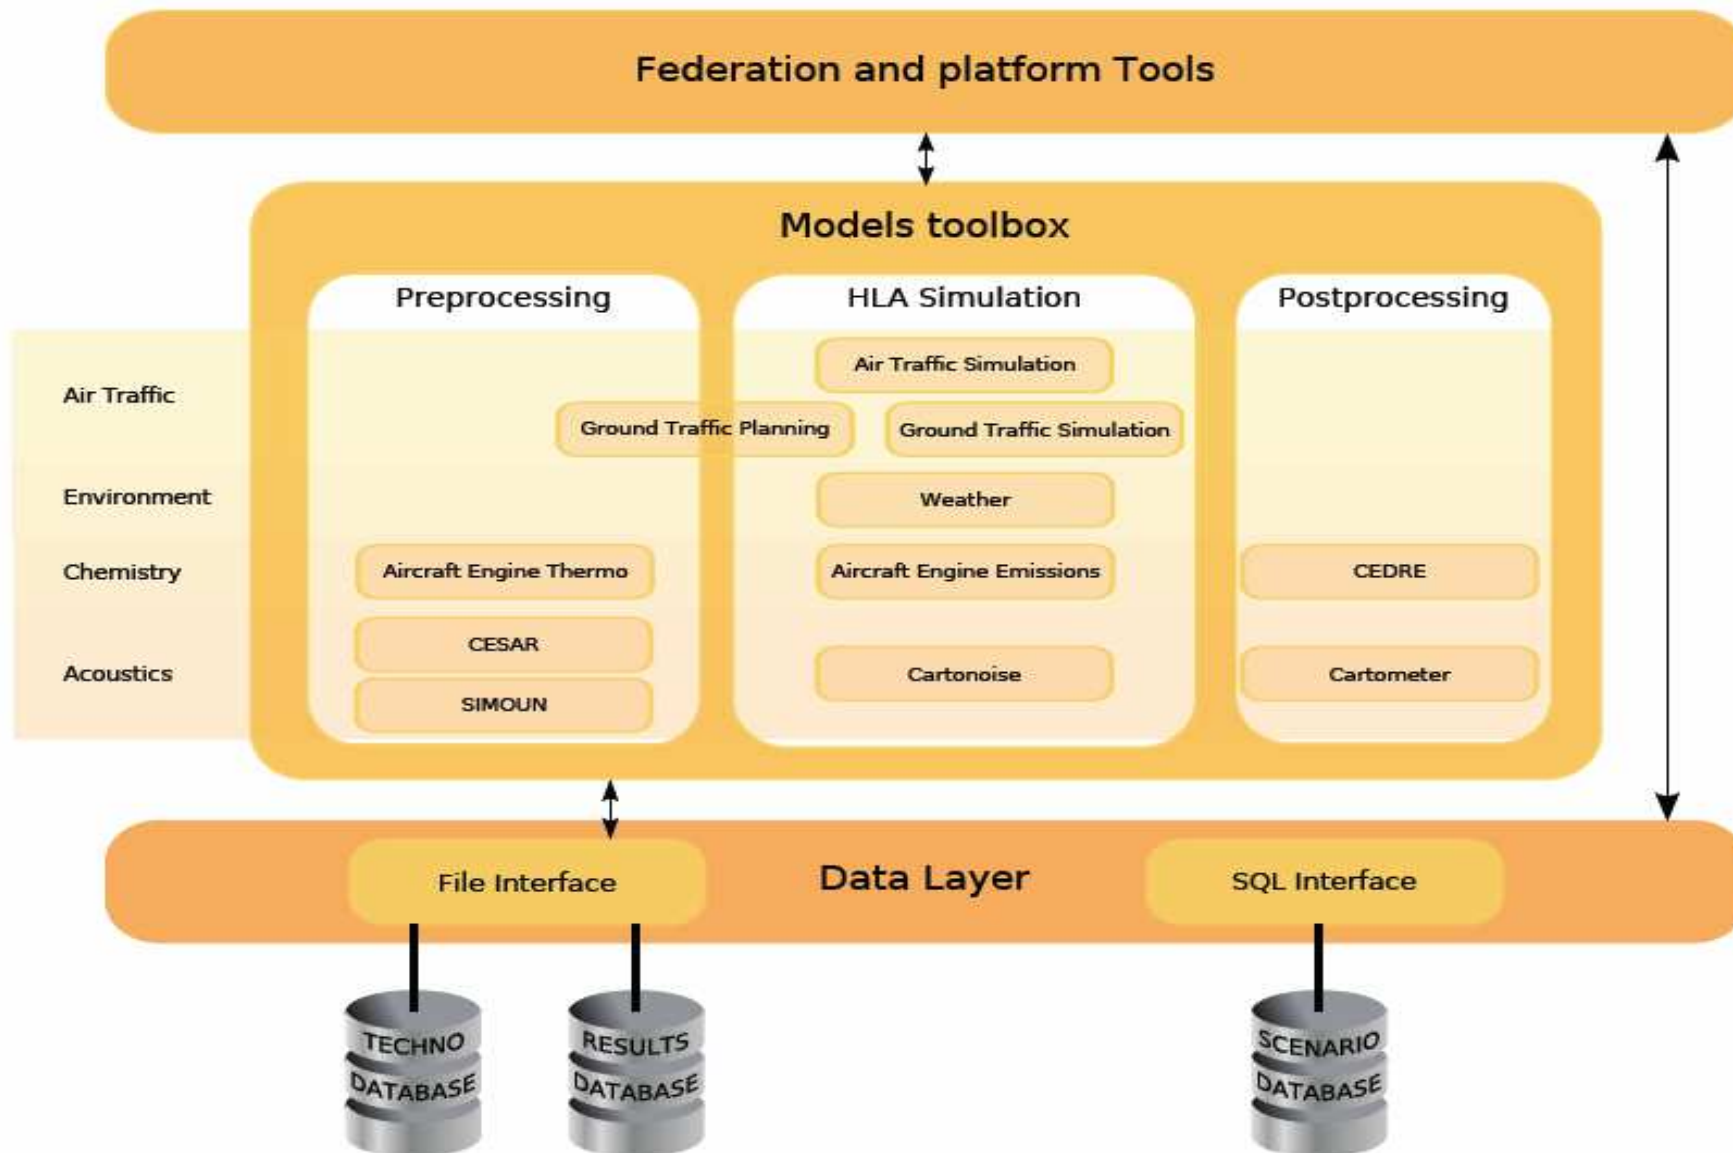 Federation and platform Tools
Models toolbox
Preprocessing
HLA Simulation
Postprocessing
Air Traffic
Air Traffic Simulation
Ground Traffic Planning
Ground Traffic Simulation
Environment
Weather
Chemistry
Aircraft Engine Thermo
Aircraft Engine Emissions
CEDRE
Acoustics
CESAR
SIMOUN
Cartonoise
Cartometer
File Interface
Data Layer
SQL Interface
TECHNO
DATABASE
RESULTS
DATABASE
SCENARIO
DATABASE